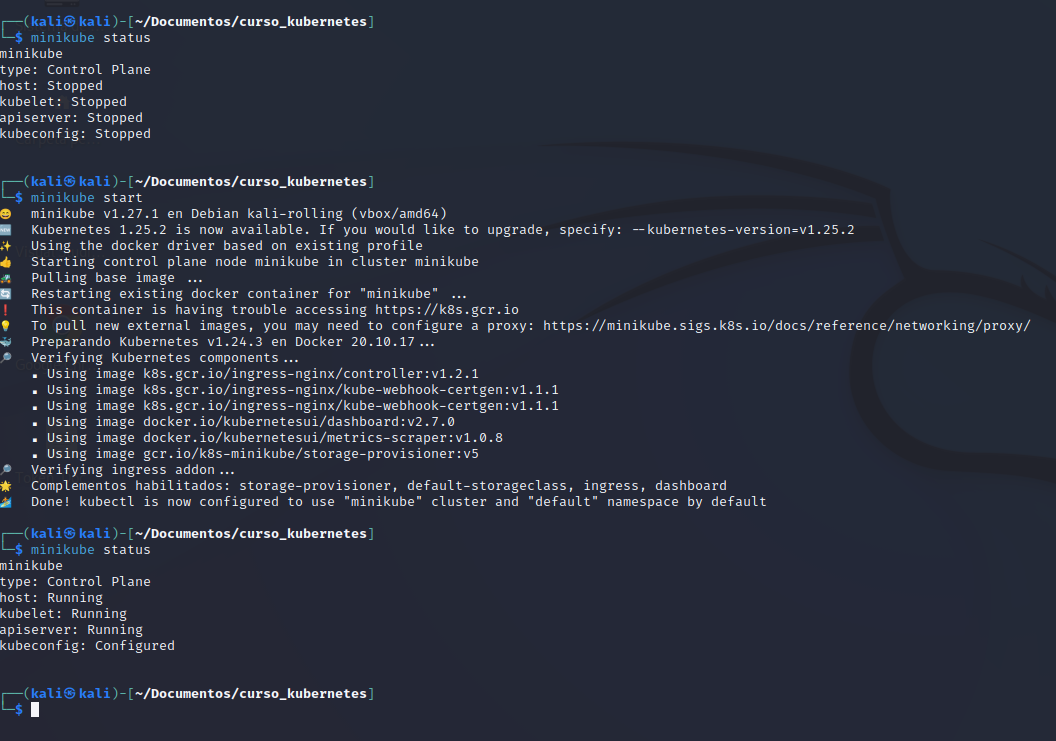 ┌──(kali㉿kali)-[~/Documentos/curso_kubernetes]
└─$ minikube status
minikube
type: Control Plane
host: Stopped
kubelet: Stopped
apiserver: Stopped
kubeconfig: Stopped
┌──(kali㉿kali)-[~/Documentos/curso_kubernetes]
└─$ minikube start
😄 minikube v1.27.1 en Debian kali-rolling (vbox/amd64)
🆕 Kubernetes 1.25.2 is now available. If you would like to upgrade, specify: --kubernetes-version=v1.25.2
✨ Using the docker driver based on existing profile
👍 Starting control plane node minikube in cluster minikube
🚜 Pulling base image ...
🔄 Restarting existing docker container for "minikube" ...
❗ This container is having trouble accessing https://k8s.gcr.io
💡 To pull new external images, you may need to configure a proxy: https://minikube.sigs.k8s.io/docs/reference/networking/proxy/
🐳 Preparando Kubernetes v1.24.3 en Docker 20.10.17...
🔎 Verifying Kubernetes components...
▪ Using image k8s.gcr.io/ingress-nginx/controller:v1.2.1
▪ Using image k8s.gcr.io/ingress-nginx/kube-webhook-certgen:v1.1.1
▪ Using image k8s.gcr.io/ingress-nginx/kube-webhook-certgen:v1.1.1
▪ Using image docker.io/kubernetesui/dashboard:v2.7.0
▪ Using image docker.io/kubernetesui/metrics-scraper:v1.0.8
▪ Using image gcr.io/k8s-minikube/storage-provisioner:v5
🔎 Verifying ingress addon...
🌟 Complementos habilitados: storage-provisioner, default-storageclass, ingress, dashboard
🏄 Done! kubectl is now configured to use "minikube" cluster and "default" namespace by default
┌──(kali㉿kali)-[~/Documentos/curso_kubernetes]
└─$ minikube status
minikube
type: Control Plane
host: Running
kubelet: Running
apiserver: Running
kubeconfig: Configured
┌──(kali㉿kali)-[~/Documentos/curso_kubernetes]
└─$